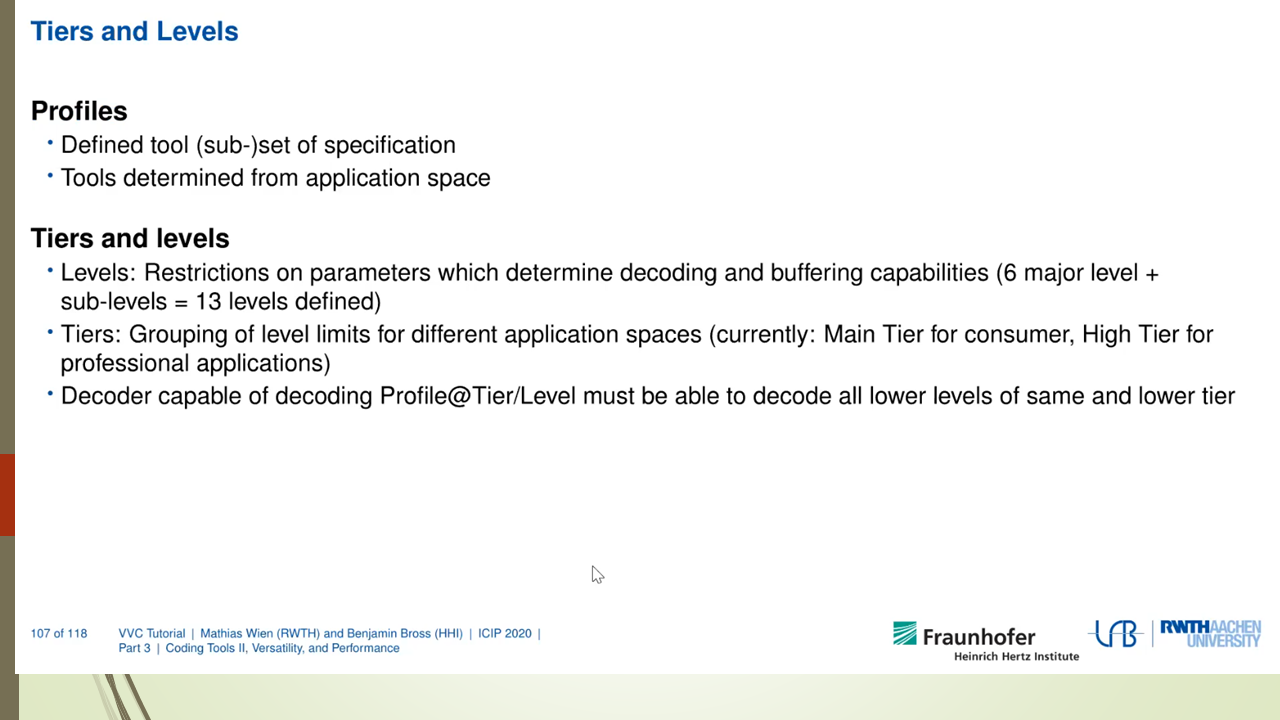 Tiers and Levels
Profiles
• Defined tool (sub-)set of specification
• Tools determined from application space
Tiers and levels
• Levels: Restrictions on parameters which determine decoding and buffering capabilities (6 major level +
sub-levels = 13 levels defined)
• Tiers: Grouping of level limits for different application spaces (currently: Main Tier for consumer, High Tier for
professional applications)
• Decoder capable of decoding Profile@Tier/Level must be able to decode all lower levels of same and lower tier
107 of 118
VVC Tutorial | Mathias Wien (RWTH) and Benjamin Bross (HHI) | ICIP 2020 |
Part 3 | Coding Tools II, Versatility, and Performance
Fraunhofer
Heinrich Hertz Institute
RWTH AACHEN
UNIVERSITY